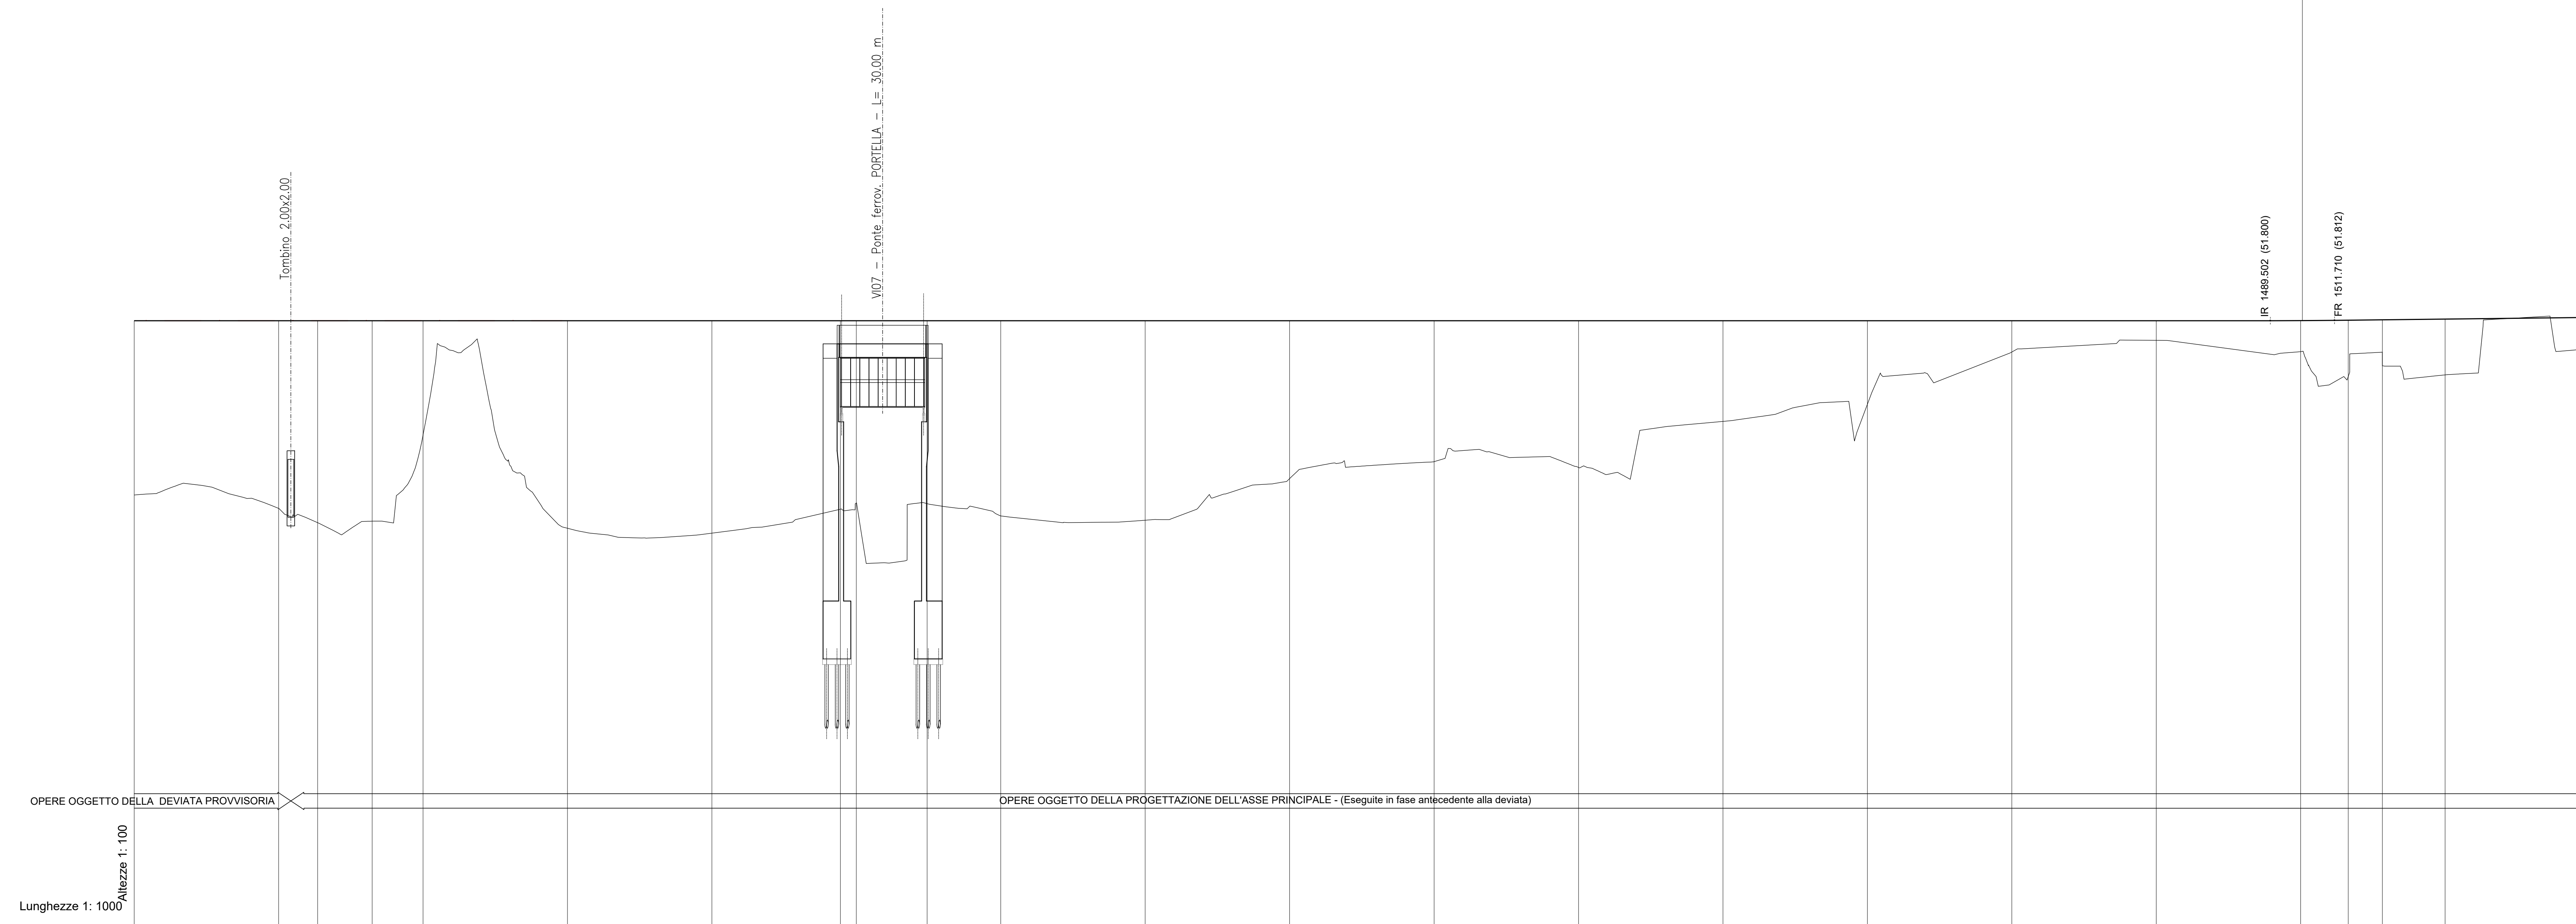 Tombino 2.00x2.00
VI07 - Ponte ferrov. PORTELLA - L= 30.00 m
IR 1489.502 (51.800)
FR 1511.710 (51.812)
OPERE OGGETTO DELLA DEVIATA PROVVISORIA
OPERE OGGETTO DELLA PROGETTAZIONE DELL'ASSE PRINCIPALE - (Eseguite in fase antecedente alla deviata)
Altezze 1: 100
Lunghezze 1: 1000